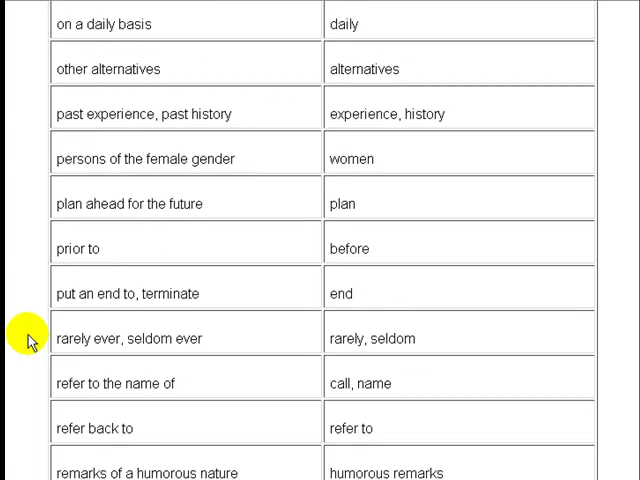 on a daily basis daily
other alternatives alternatives
past experience, past history experience, history
persons of the female gender women
plan ahead for the future plan
prior to before
put an end to, terminate end
rarely ever, seldom ever rarely, seldom
refer to the name of call, name
refer back to refer to
remarks of a humorous nature humorous remarks